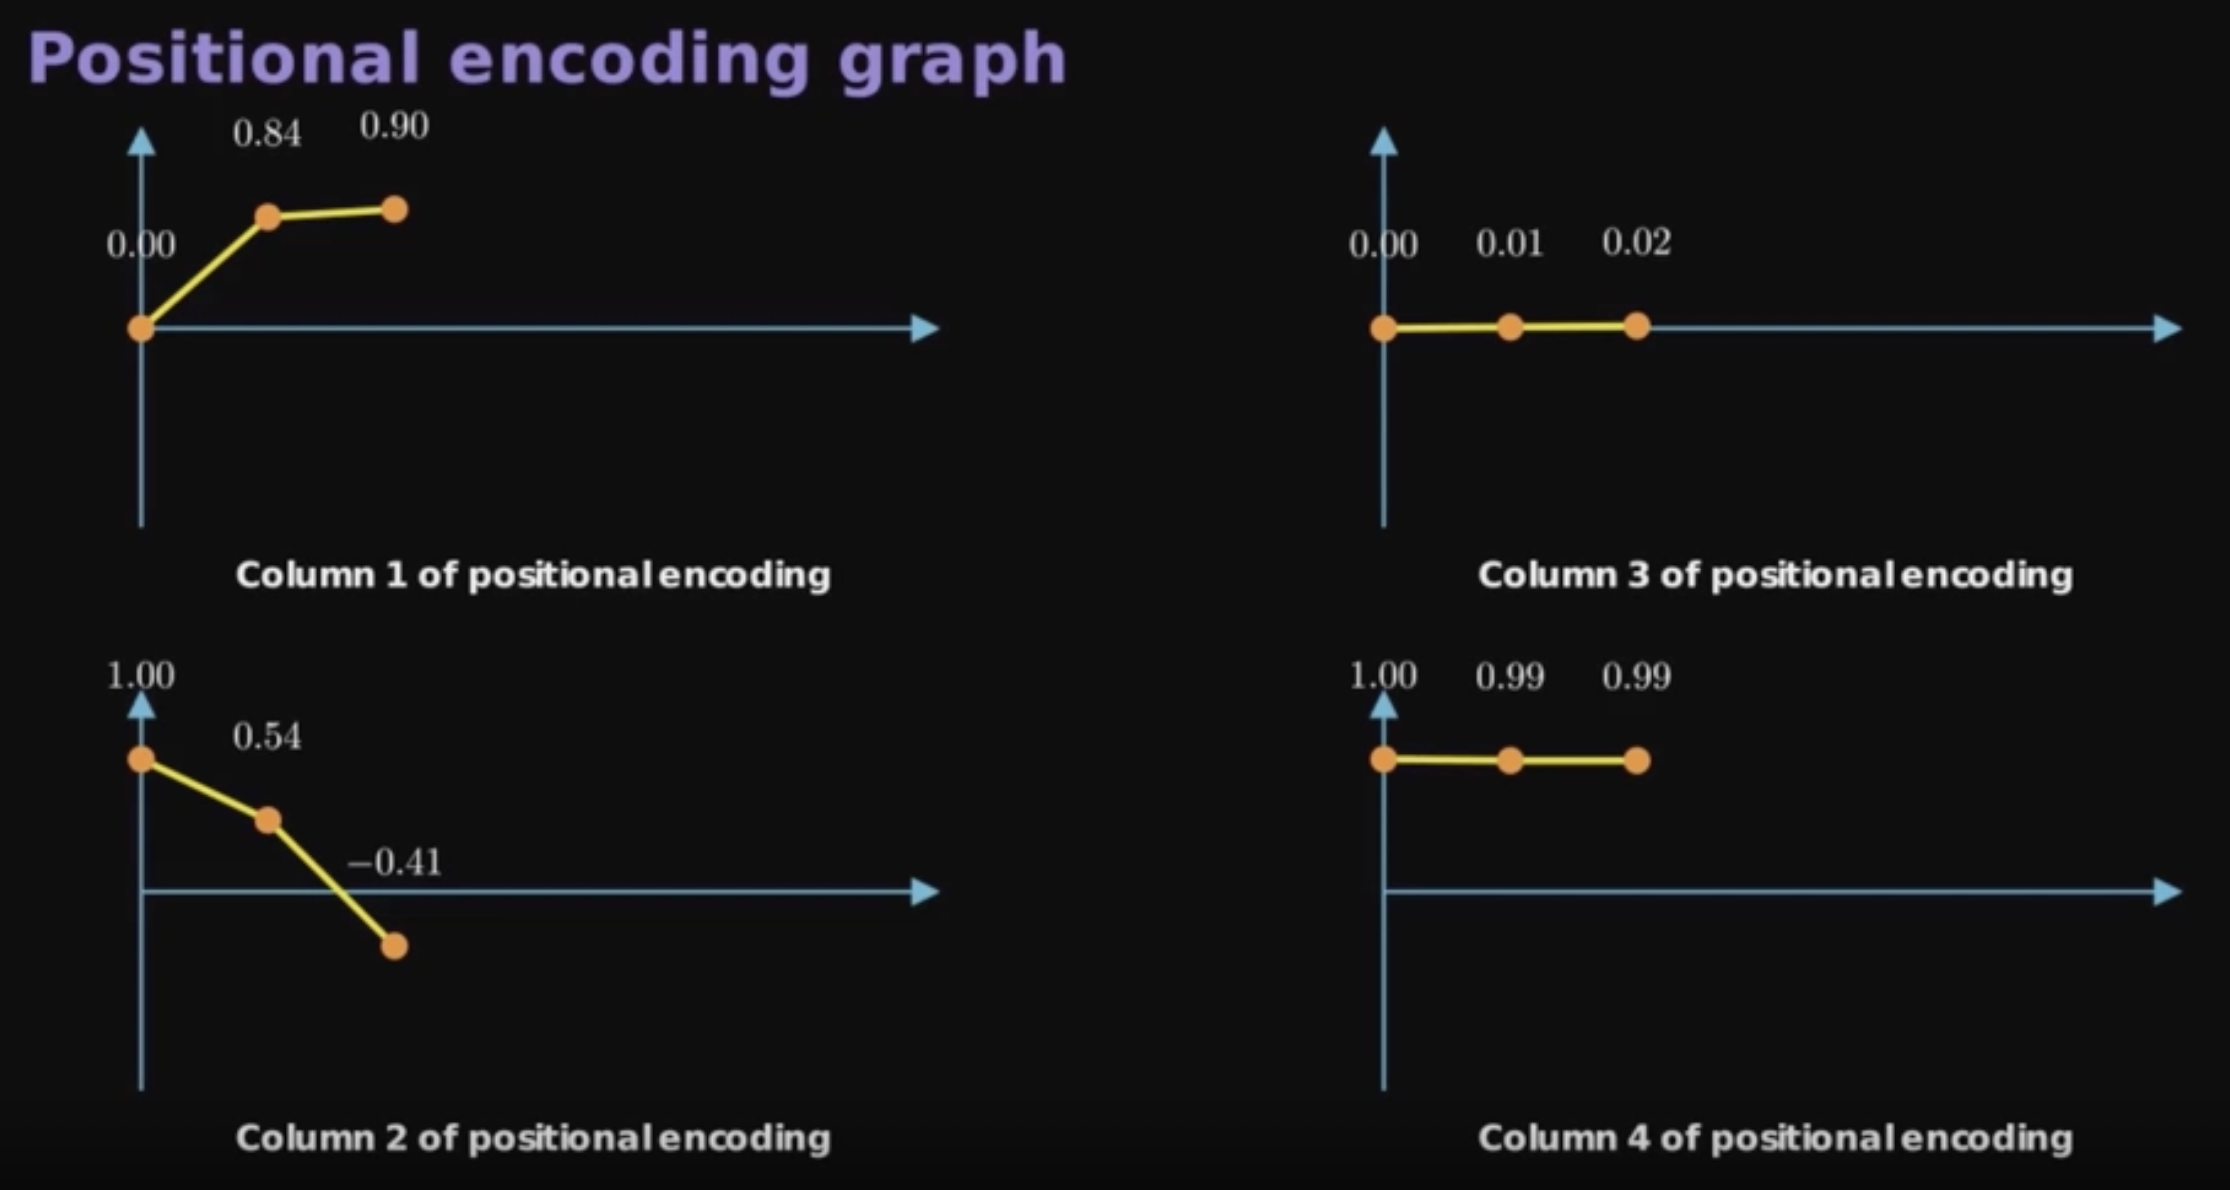 Positional encoding graph
0.00
0.84
0.90
Column 1 of positional encoding
0.00
0.01
0.02
Column 3 of positional encoding
1.00
0.54
−0.41
Column 2 of positional encoding
1.00
0.99
0.99
Column 4 of positional encoding